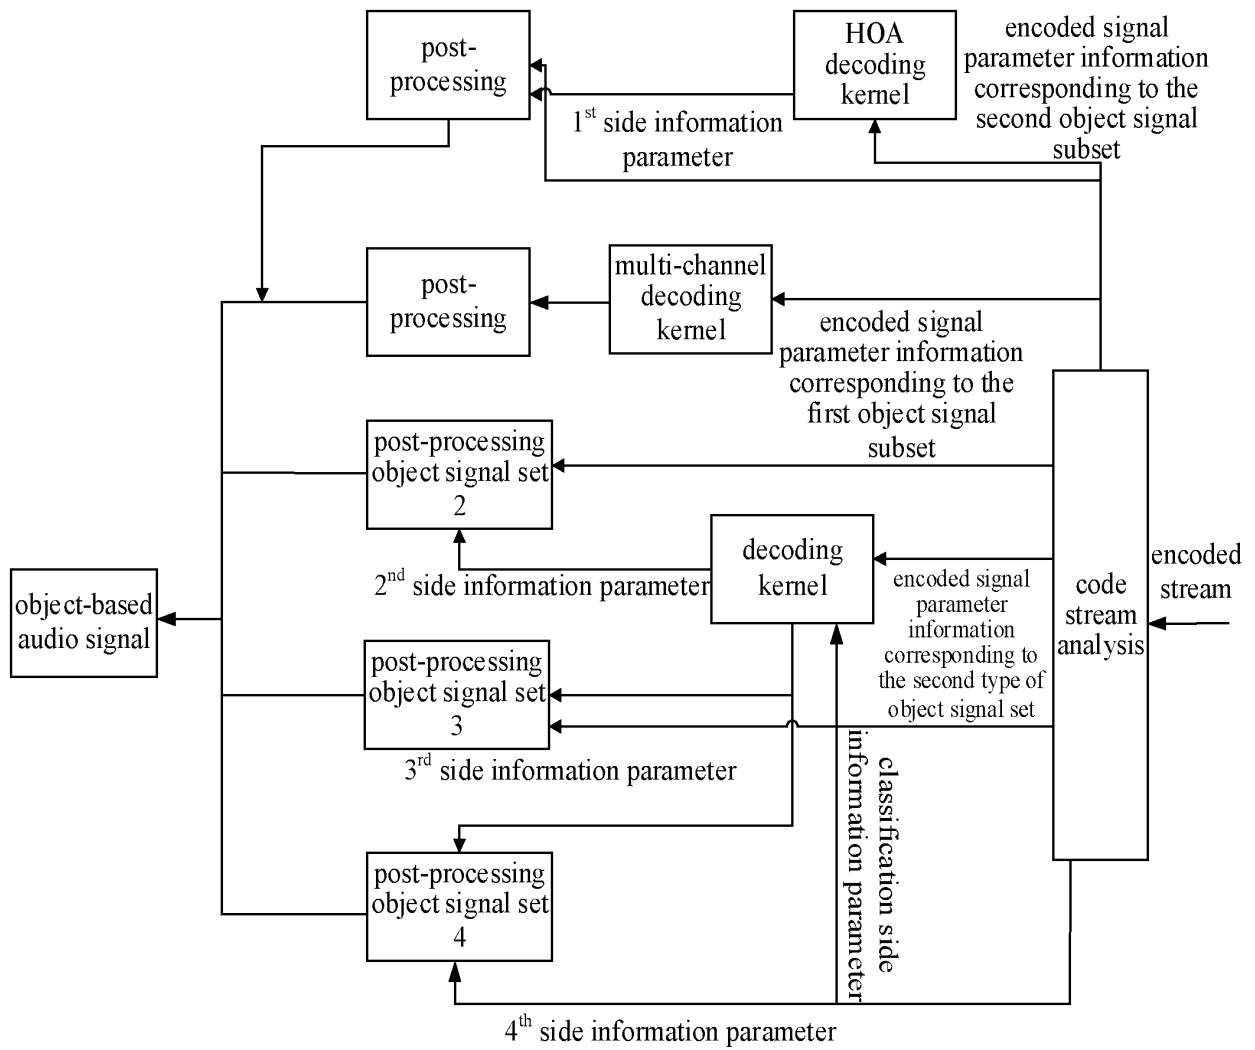 post-
processing
HOA
decoding
kernel
encoded signal
parameter information
corresponding to the
second object signal
subset
1st side information
parameter
post-
processing
multi-channel
decoding
kernel
encoded signal
parameter information
corresponding to the
first object signal
subset
post-processing
object signal set
2
decoding
kernel
2nd side information parameter
encoded signal
parameter
information
corresponding to
the second type of
object signal set
code
stream
analysis
encoded
stream
object-based
audio signal
post-processing
object signal set
3
3rd side information parameter
classification side
information parameter
post-processing
object signal set
4
4th side information parameter